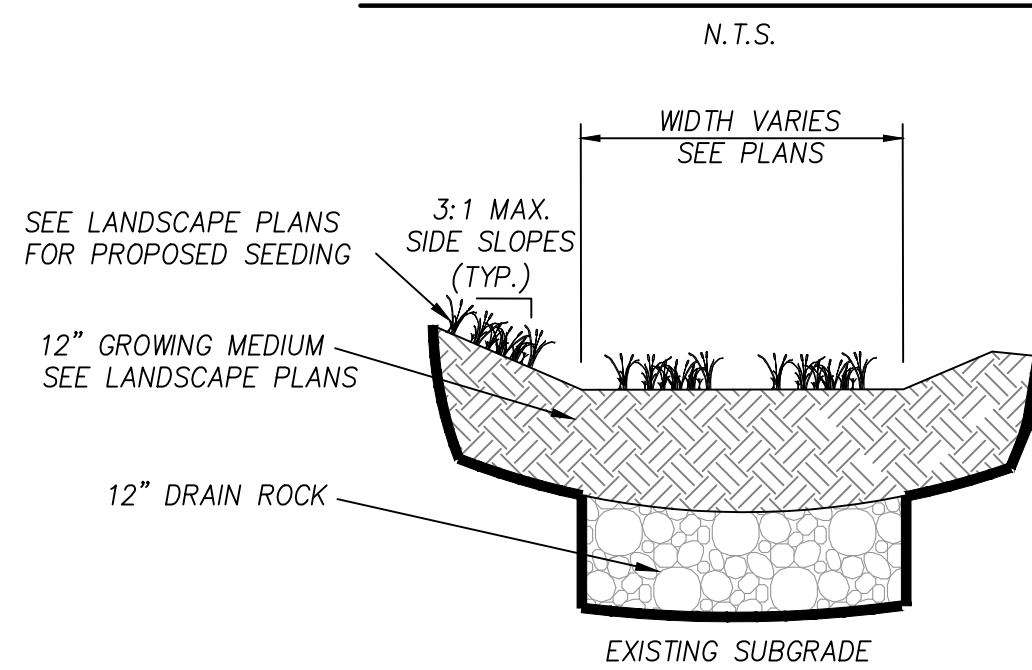 N.T.S.
WIDTH VARIES
SEE PLANS
SEE LANDSCAPE PLANS
FOR PROPOSED SEEDING
3:1 MAX.
SIDE SLOPES
(TYP.)
12" GROWING MEDIUM
SEE LANDSCAPE PLANS
12" DRAIN ROCK
EXISTING SUBGRADE